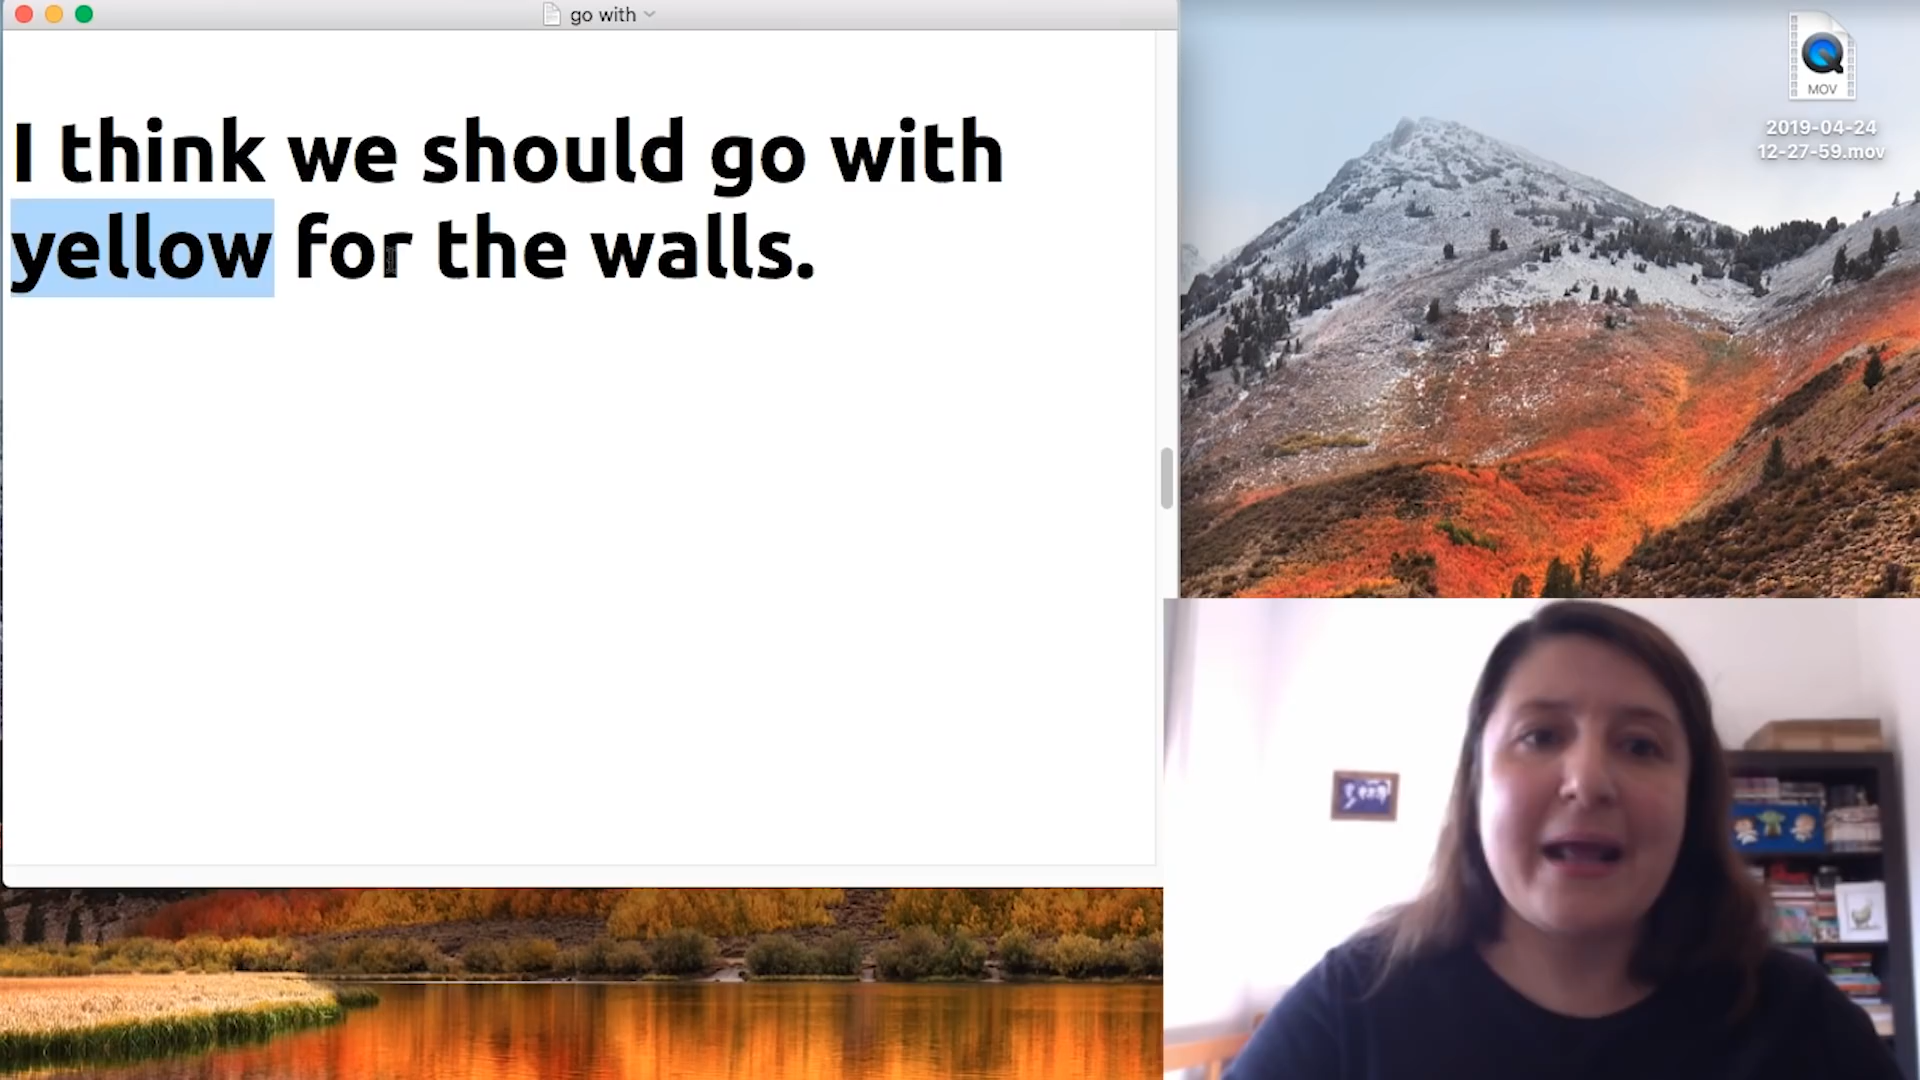 go with
I think we should go with
yellow for the walls.
MOV
2019-04-24
12-27-59.mov